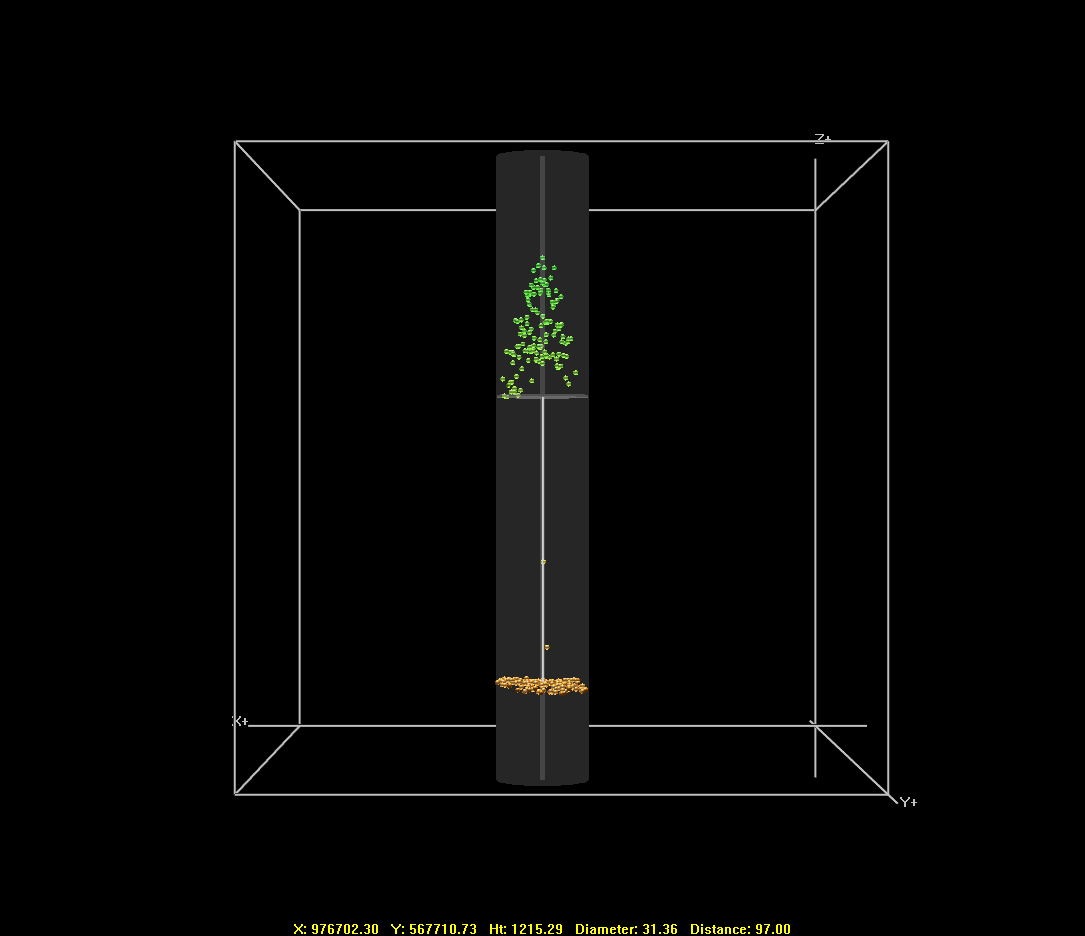 Z+
X+
Y+
X: 976702.30 Y: 567710.73 Ht: 1215.29 Diameter: 31.36 Distance: 97.00